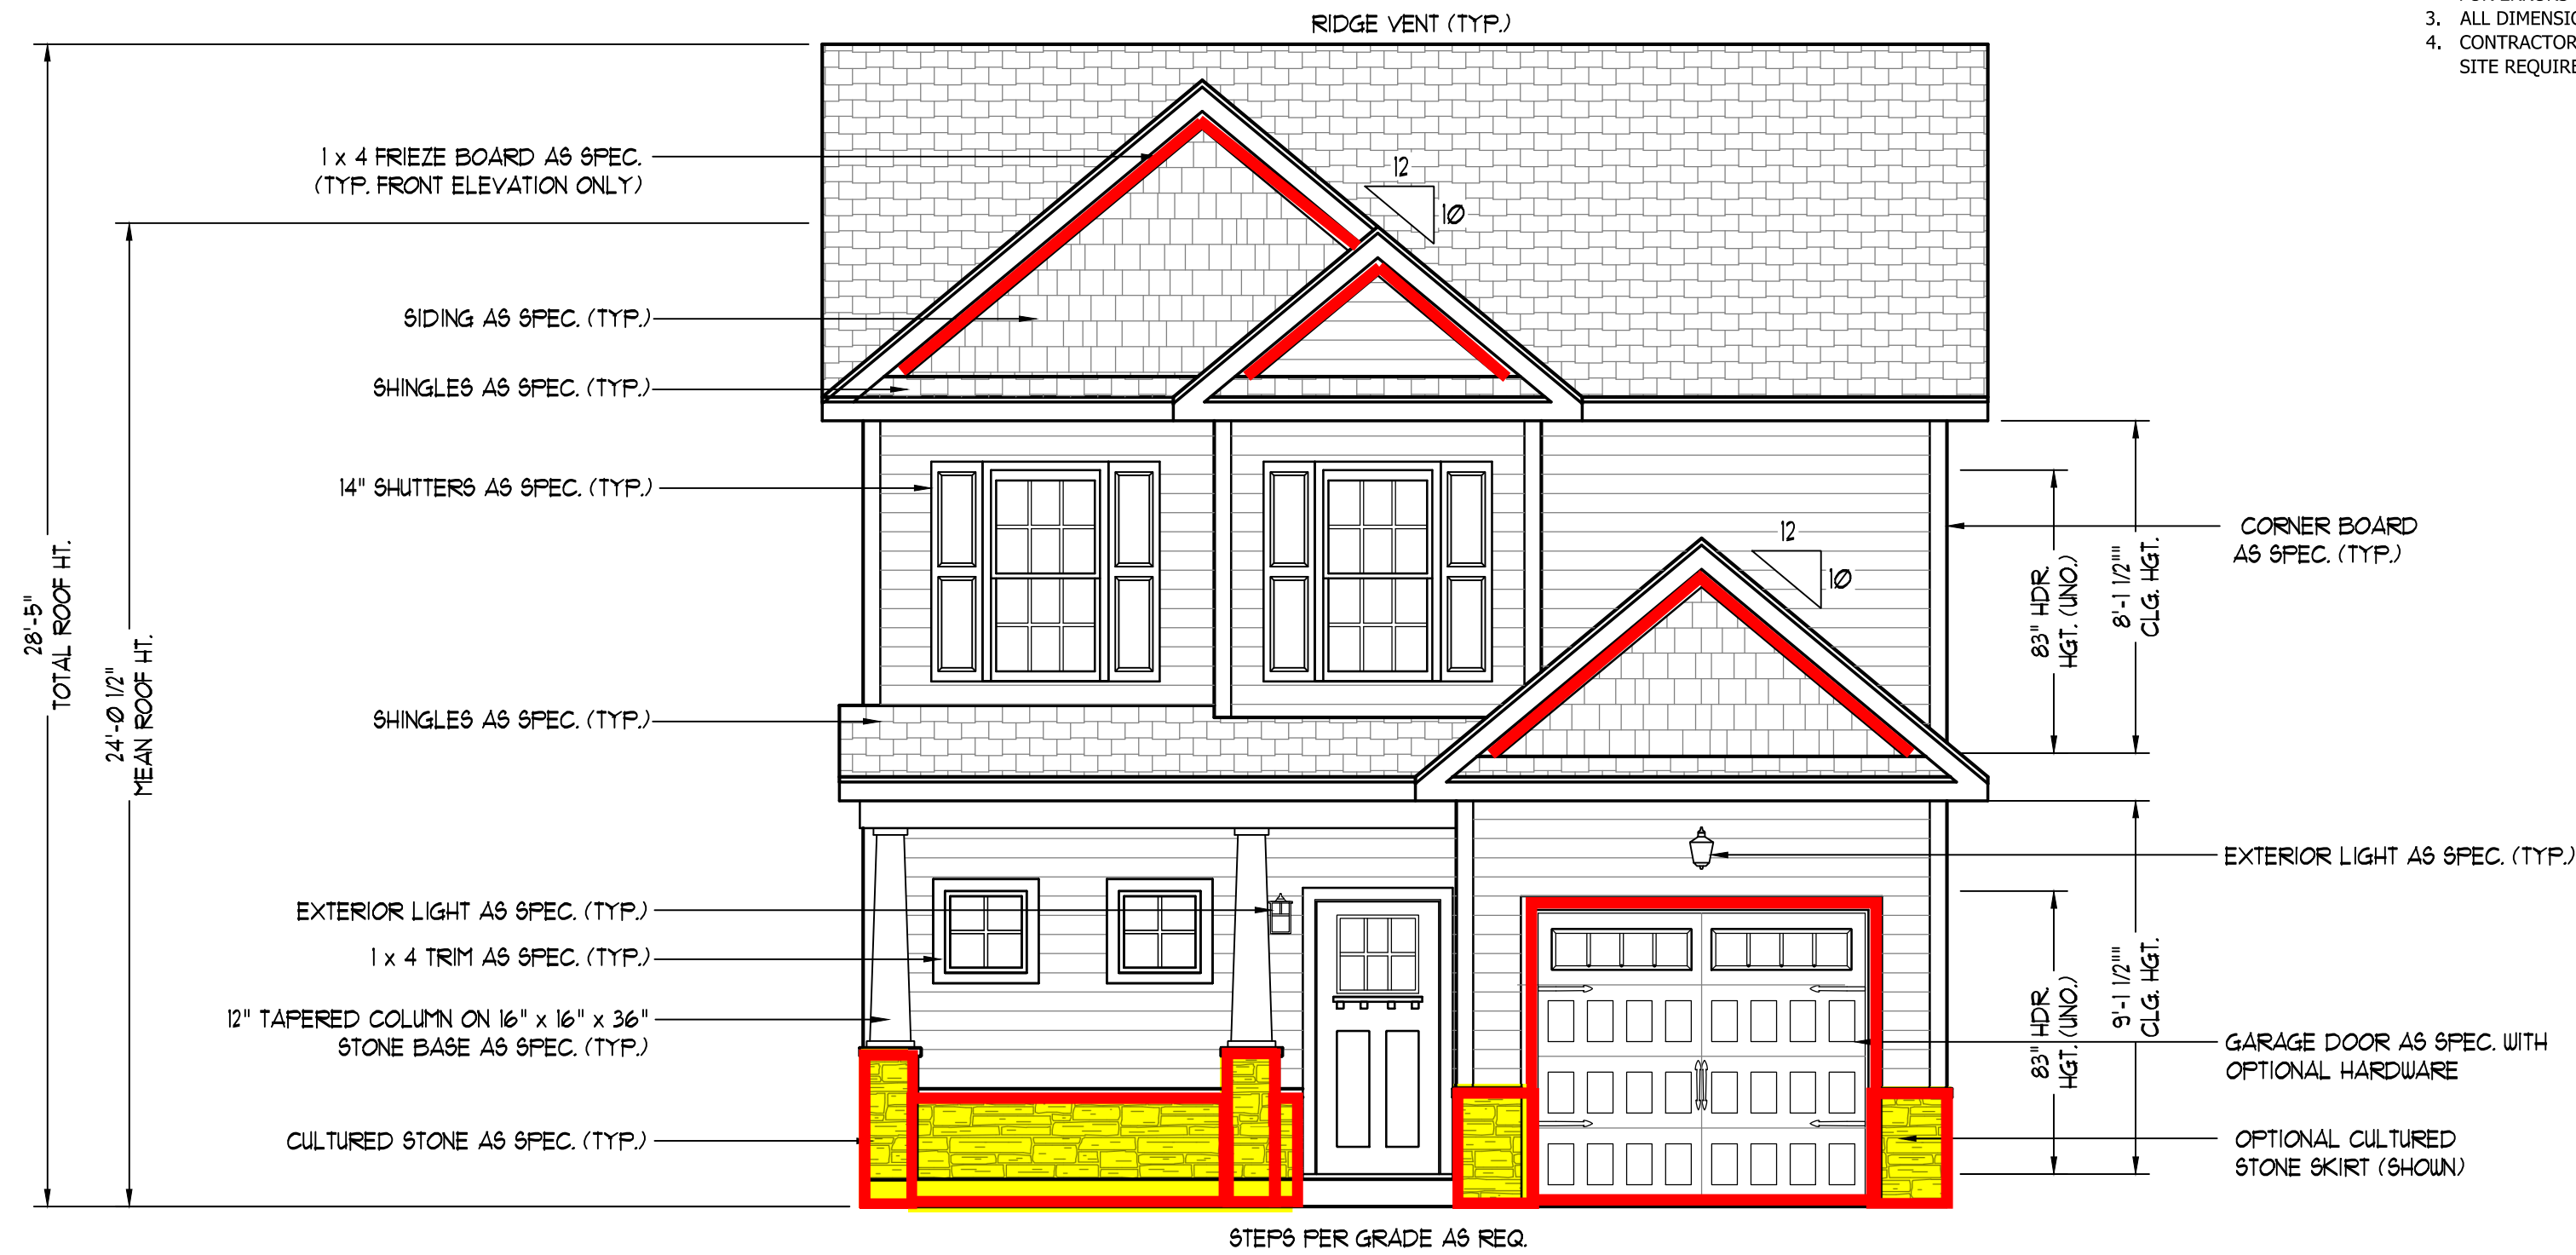 RIDGE VENT (TYP.)
3. ALL DIMENSIO
4. CONTRACTOR
SITE REQUIRE
1 x 4 FRIEZE BOARD AS SPEC.
(TYP. FRONT ELEVATION ONLY)
12
10
SIDING AS SPEC. (TYP.)
SHINGLES AS SPEC. (TYP.)
14" SHUTTERS AS SPEC. (TYP.)
28'-5"
TOTAL ROOF HT.
24'-0 1/2"
MEAN ROOF HT.
12
10
CORNER BOARD
AS SPEC. (TYP.)
83" HDR.
HGT. (UNO.)
8'-1 1/2""
CLG. HGT.
SHINGLES AS SPEC. (TYP.)
EXTERIOR LIGHT AS SPEC. (TYP.)
EXTERIOR LIGHT AS SPEC. (TYP.)
1 x 4 TRIM AS SPEC. (TYP.)
12" TAPERED COLUMN ON 16" x 16" x 36"
STONE BASE AS SPEC. (TYP.)
83" HDR.
HGT. (UNO.)
9'-1 1/2""
CLG. HGT.
GARAGE DOOR AS SPEC. WITH
OPTIONAL HARDWARE
CULTURED STONE AS SPEC. (TYP.)
OPTIONAL CULTURED
STONE SKIRT (SHOWN)
STEPS PER GRADE AS REQ.